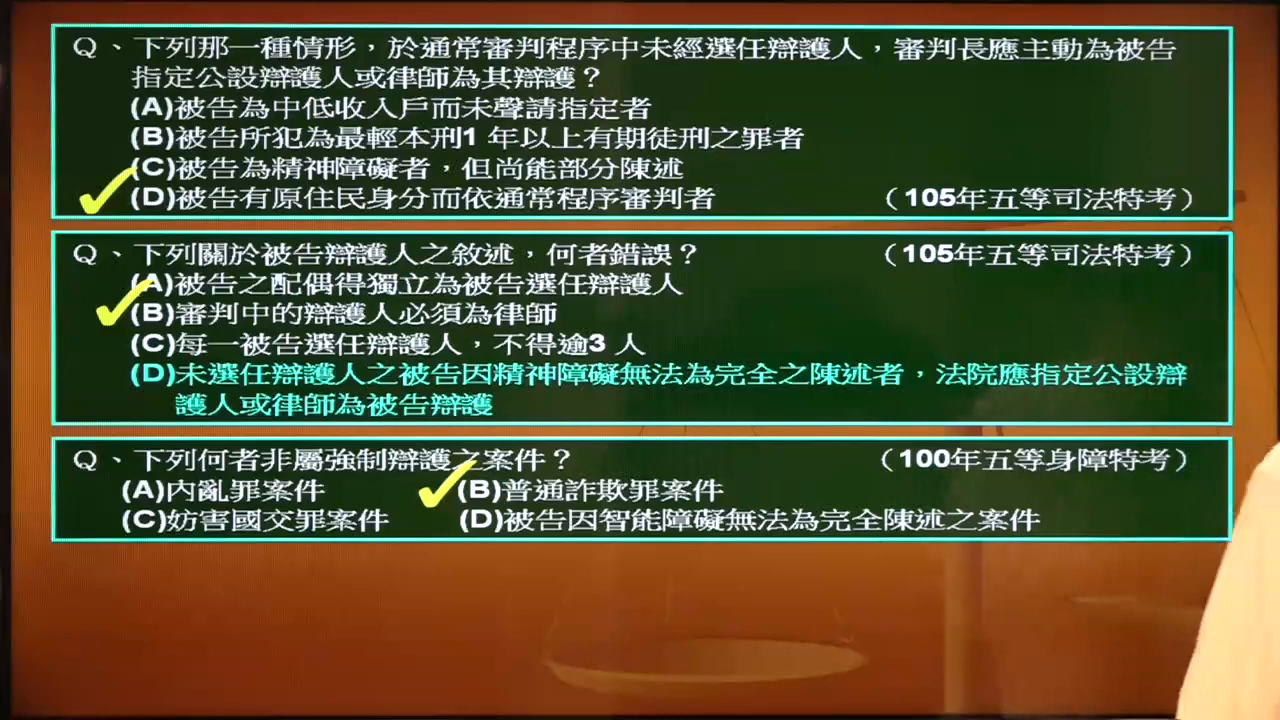 Q、下列那一種情形，於通常審判程序中未經選任辯護人，審判長應主動為被告
指定公設辯護人或律師為其辯護？
(A)被告為中低收入戶而未聲請指定者
(B)被告所犯為最輕本刑1 年以上有期徒刑之罪者
(C)被告為精神障礙者，但尚能部分陳述
(D)被告有原住民身分而依通常程序審判者 （105年五等司法特考）
Q、下列關於被告辯護人之敘述，何者錯誤？ （105年五等司法特考）
(A)被告之配偶得獨立為被告選任辯護人
(B)審判中的辯護人必須為律師
(C)每一被告選任辯護人，不得逾3 人
(D)未選任辯護人之被告因精神障礙無法為完全之陳述者，法院應指定公設辯
護人或律師為被告辯護
Q、下列何者非屬強制辯護之案件？ （100年五等身障特考）
(A)內亂罪案件 (B)普通詐欺罪案件
(C)妨害國交罪案件 (D)被告因智能障礙無法為完全陳述之案件